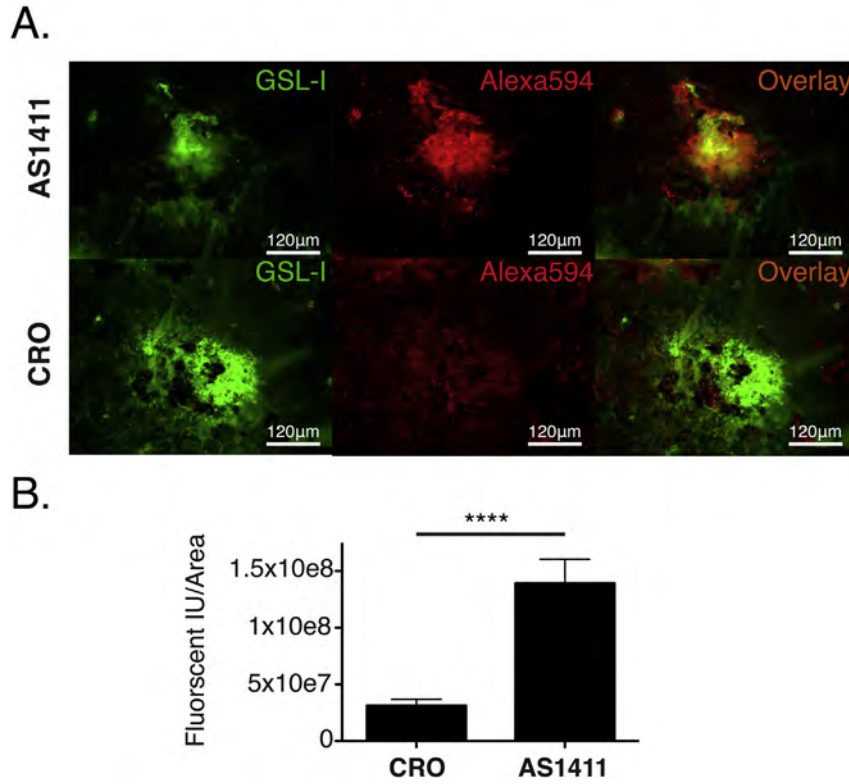 A.
AS1411
GSL-I
Alexa594
Overlay
120µm
120µm
120µm
CRO
GSL-I
Alexa594
Overlay
120µm
120µm
120µm
B.
****
Fluorscent IU/Area
1.5x10e8
1x10e8
5x10e7
0
CRO
AS1411